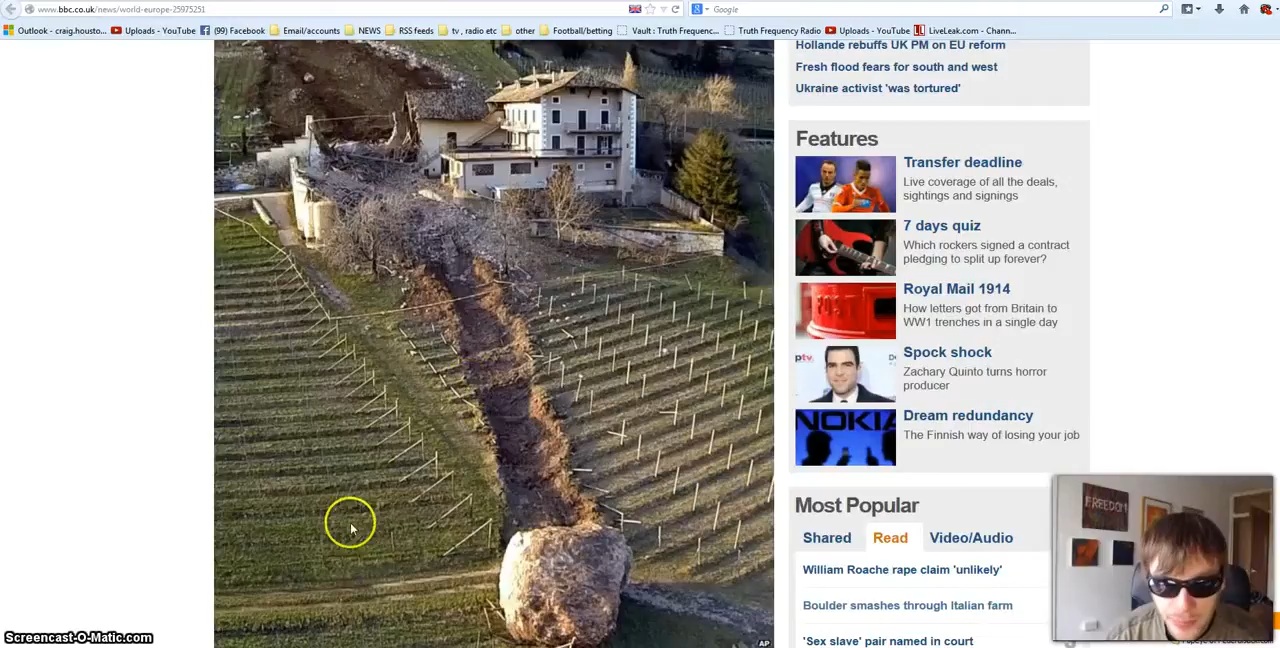 www.bbc.co.uk/news/world-europe-25975251
Google
Outlook - craig.housto...
Uploads - YouTube
(99) Facebook
Email/accounts
NEWS
RSS feeds
tv , radio etc
other
Football/betting
Vault : Truth Frequenc...
Truth Frequency Radio
Uploads - YouTube
LiveLeak.com - Chann...
Hollande rebuffs UK PM on EU reform
Fresh flood fears for south and west
Ukraine activist 'was tortured'
Features
Transfer deadline
Live coverage of all the deals,
sightings and signings
7 days quiz
Which rockers signed a contract
pledging to split up forever?
Royal Mail 1914
How letters got from Britain to
WW1 trenches in a single day
Spock shock
Zachary Quinto turns horror
producer
Dream redundancy
The Finnish way of losing your job
NOKIA
Most Popular
Shared
Read
Video/Audio
William Roache rape claim 'unlikely'
Boulder smashes through Italian farm
'Sex slave' pair named in court
FREEDOM
AP
Screencast-O-Matic.com